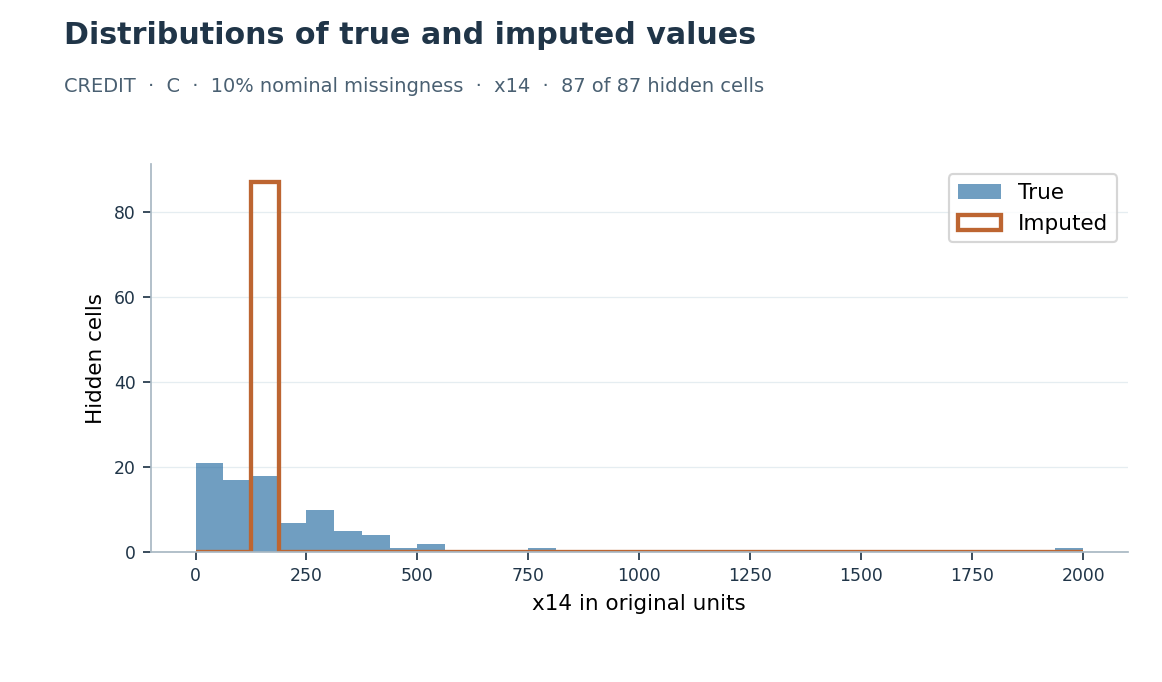 Distributions of true and imputed values
CREDIT · C · 10% nominal missingness · x14 · 87 of 87 hidden cells
True
Imputed
Hidden cells
80
60
40
20
0
0 250 500 750 1000 1250 1500 1750 2000
x14 in original units